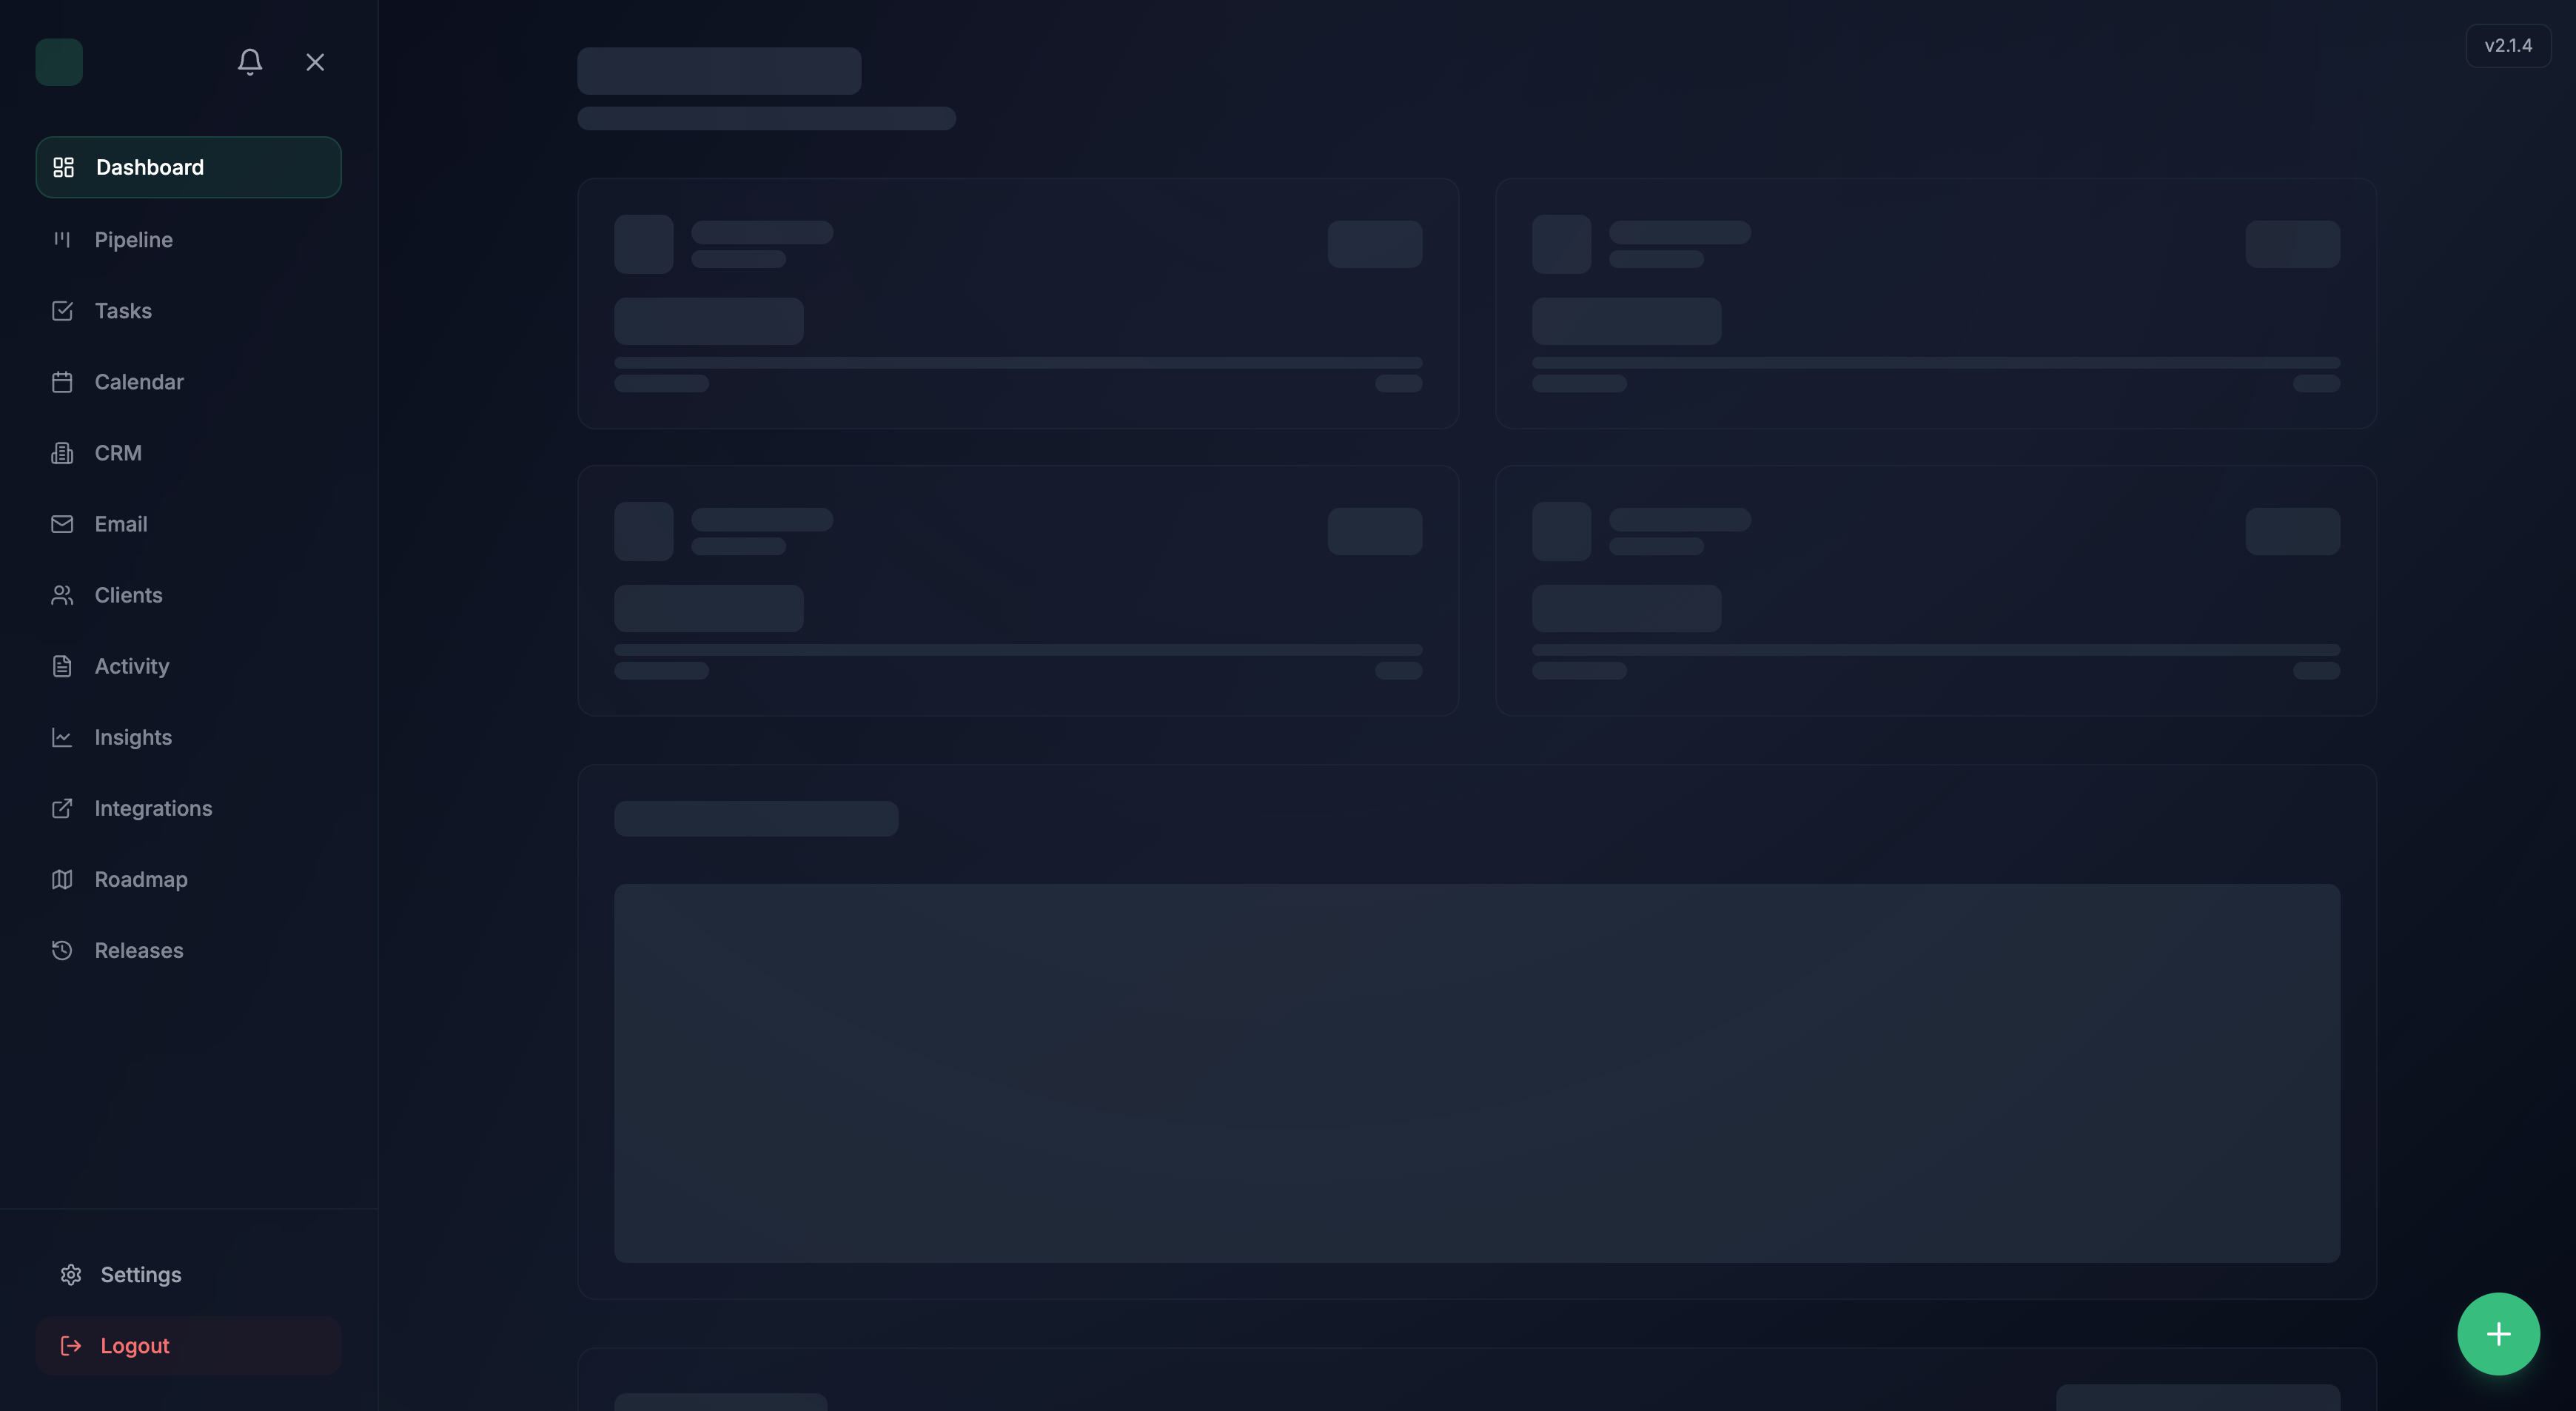 v2.1.4
Dashboard
Pipeline
Tasks
Calendar
CRM
Email
Clients
Activity
Insights
Integrations
Roadmap
Releases
Settings
Logout